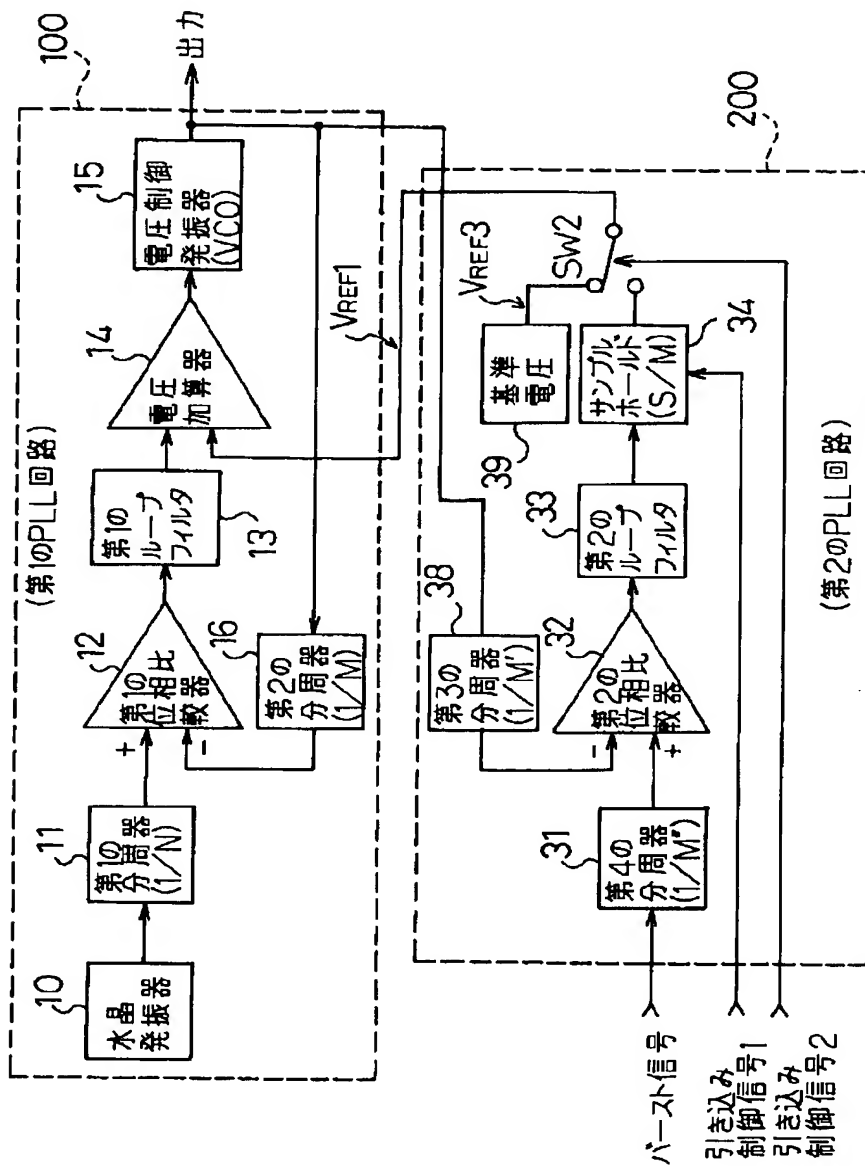 (第1のPLL回路)
100
10
水晶
発振器
11
第1の
分周器
(1/N)
+
-
12
第1の
位相比
較器
13
第1の
ループ
フィルタ
14
電圧
加算器
15
電圧制御
発振器
(VCO)
出力
16
第2の
分周器
(1/M)
VREF1
200
38
第3の
分周器
(1/M')
31
第4の
分周器
(1/M")
-
+
32
第2の
位相比
較器
33
第2の
ループ
フィルタ
39
基準
電圧
VREF3
SW2
34
サンプル
ホールド
(S/M)
バースト信号
引き込み
制御信号1
引き込み
制御信号2
(第2のPLL回路)